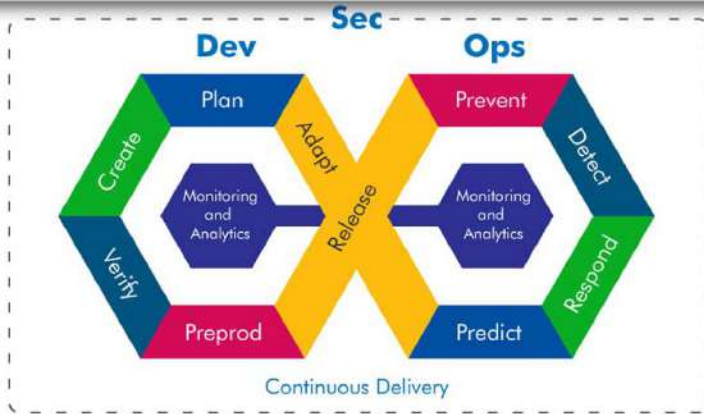 Sec
Dev
Ops
Plan
Create
Adapt
Monitoring
and
Analytics
Verify
Preprod
Release
Prevent
Detect
Monitoring
and
Analytics
Respond
Predict
Continuous Delivery